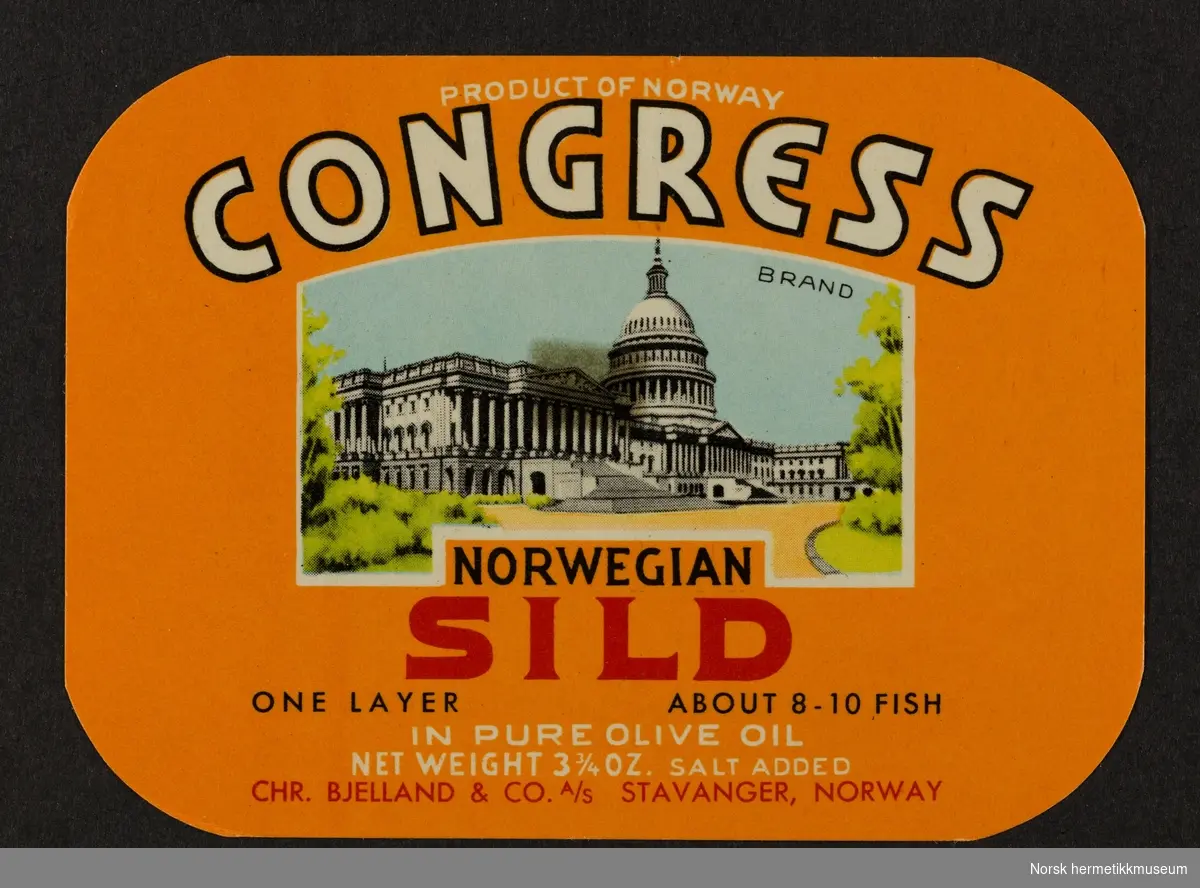 PRODUCT OF NORWAY
CONGRESS
BRAND
NORWEGIAN
SILD
ONE LAYER ABOUT 8-10 FISH
IN PURE OLIVE OIL
NET WEIGHT 3¾ OZ. SALT ADDED
CHR. BJELLAND & CO. A/S STAVANGER, NORWAY
Norsk hermetikkmuseum